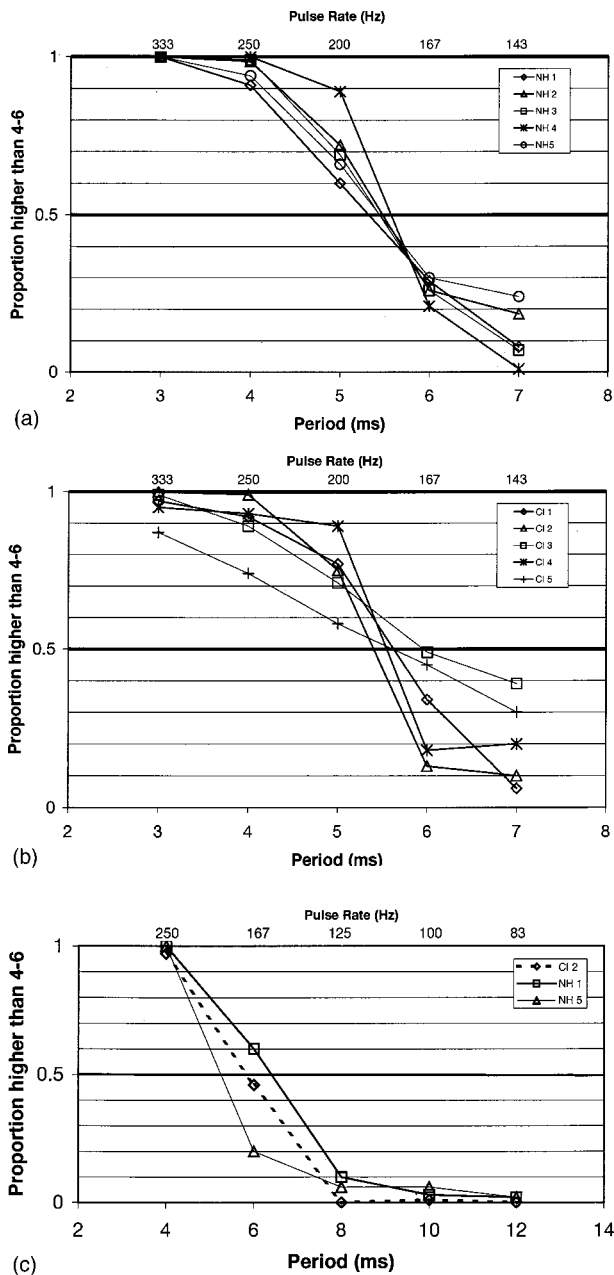 Pulse Rate (Hz)
333 250 200 167 143
1
0.5
0
Proportion higher than 4-6
NH 1
NH 2
NH 3
NH 4
NH5
2 3 4 5 6 7 8
Period (ms)
(a)
Pulse Rate (Hz)
333 250 200 167 143
1
0.5
0
Proportion higher than 4-6
CI 1
CI 2
CI 3
CI 4
CI 5
2 3 4 5 6 7 8
Period (ms)
(b)
Pulse Rate (Hz)
250 167 125 100 83
1
0.5
0
Proportion higher than 4-6
CI 2
NH 1
NH 5
2 4 6 8 10 12 14
Period (ms)
(c)